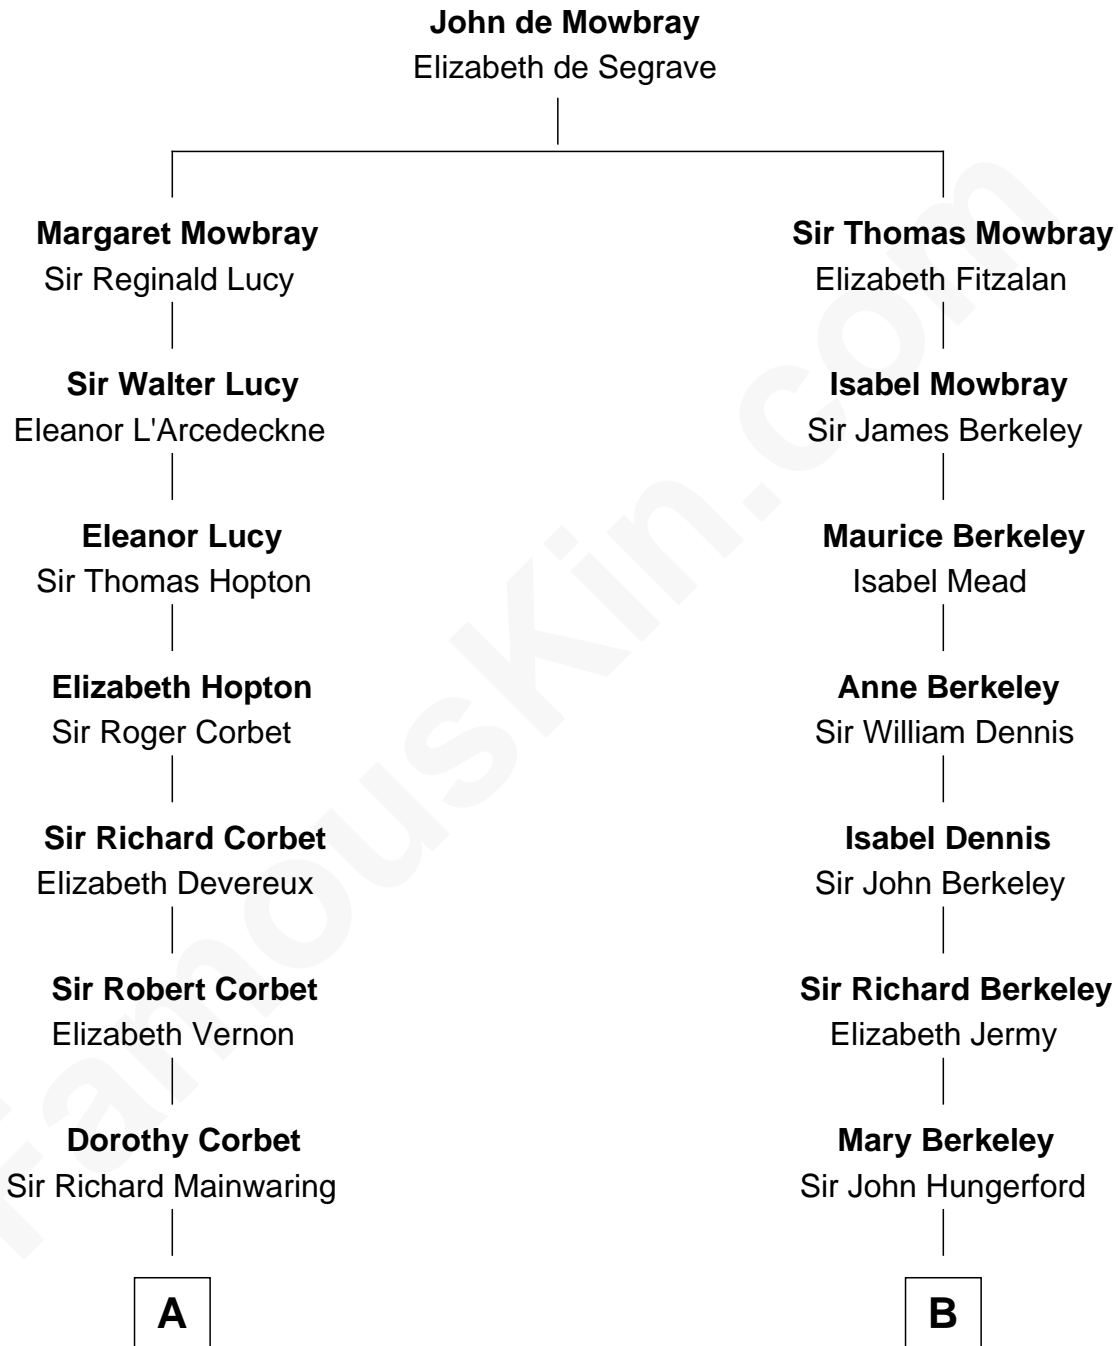 John de Mowbray
Elizabeth de Segrave
Margaret Mowbray
Sir Reginald Lucy
Sir Thomas Mowbray
Elizabeth Fitzalan
Sir Walter Lucy
Eleanor L'Arcedeckne
Isabel Mowbray
Sir James Berkeley
Eleanor Lucy
Sir Thomas Hopton
Maurice Berkeley
Isabel Mead
Elizabeth Hopton
Sir Roger Corbet
Anne Berkeley
Sir William Dennis
Sir Richard Corbet
Elizabeth Devereux
Isabel Dennis
Sir John Berkeley
Sir Robert Corbet
Elizabeth Vernon
Sir Richard Berkeley
Elizabeth Jermy
Dorothy Corbet
Sir Richard Mainwaring
Mary Berkeley
Sir John Hungerford
A
B
FamousKin.com